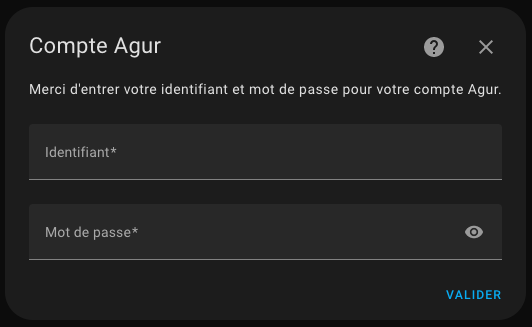 Compte Agur
Merci d'entrer votre identifiant et mot de passe pour votre compte Agur.
Identifiant*
Mot de passe*
VALIDER